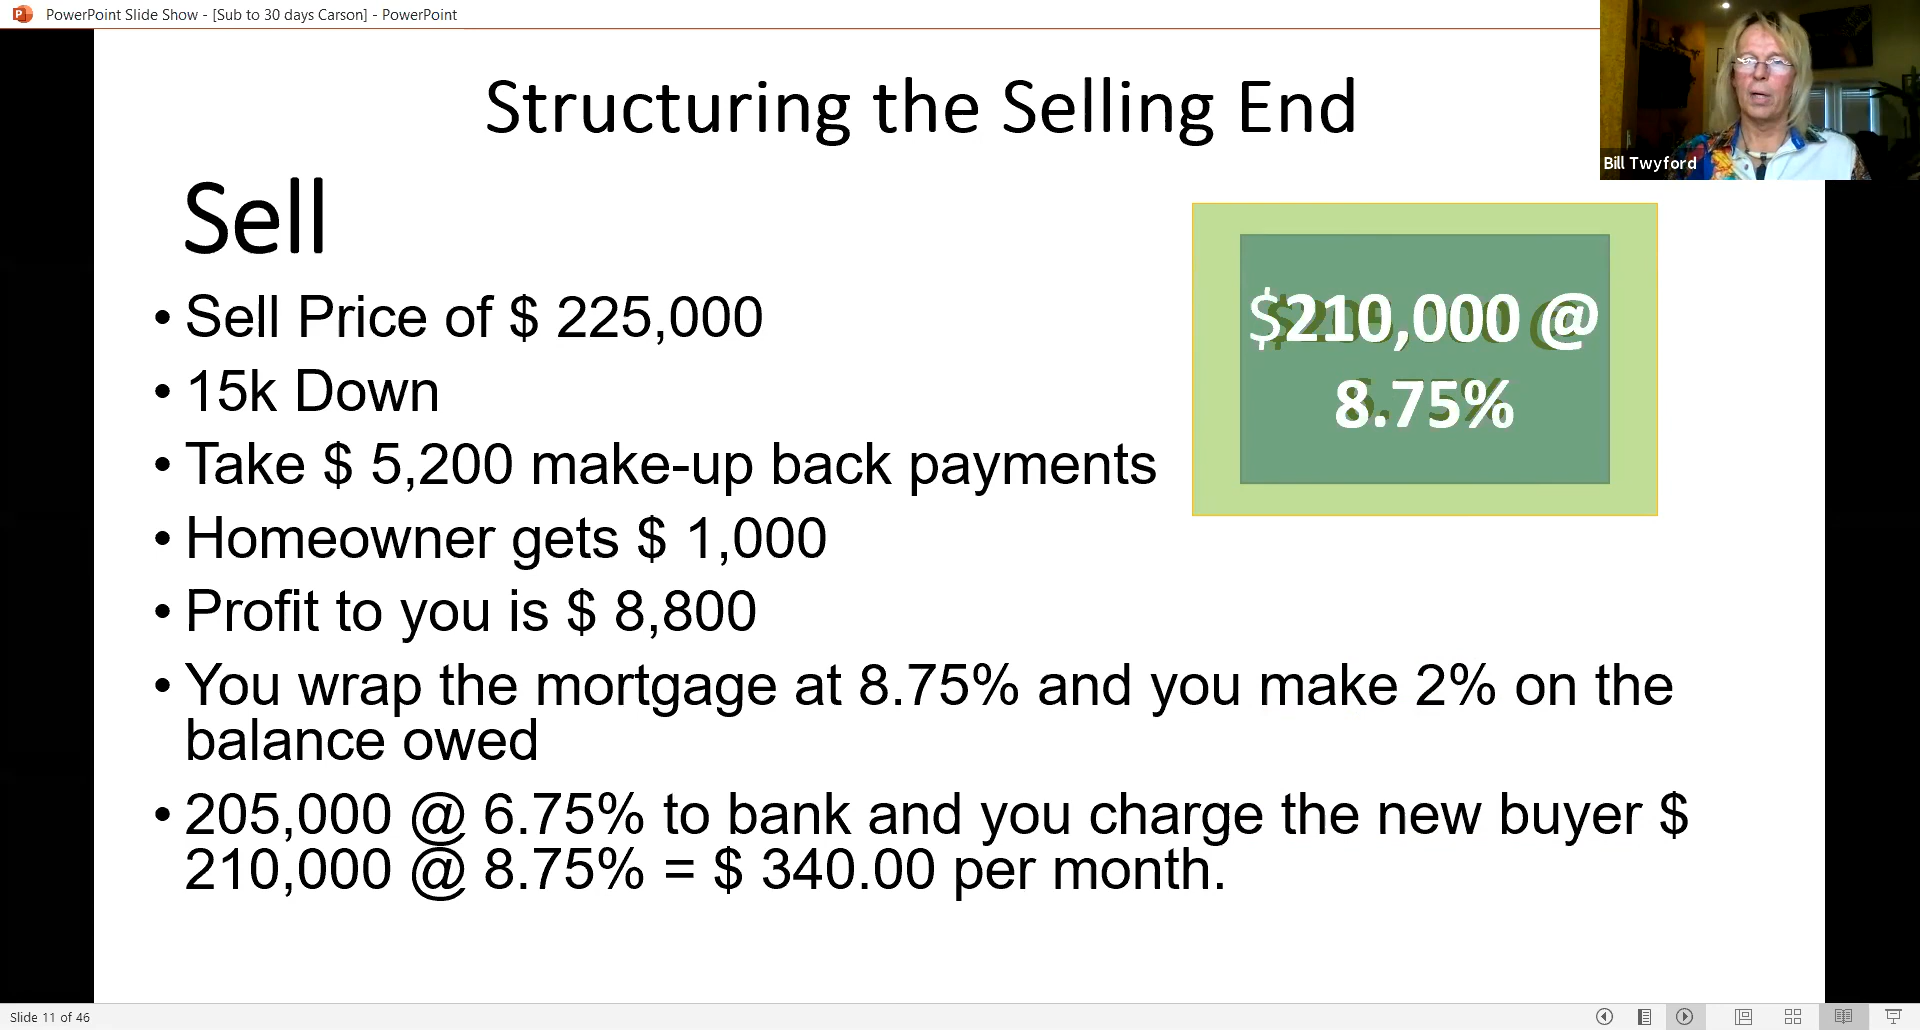 PowerPoint Slide Show - [Sub to 30 days Carson] - PowerPoint
Bill Twyford
Structuring the Selling End
Sell
• Sell Price of $ 225,000
• 15k Down
• Take $ 5,200 make-up back payments
• Homeowner gets $ 1,000
• Profit to you is $ 8,800
• You wrap the mortgage at 8.75% and you make 2% on the
balance owed
• 205,000 @ 6.75% to bank and you charge the new buyer $
210,000 @ 8.75% = $ 340.00 per month.
$210,000 @
8.75%
Slide 11 of 46